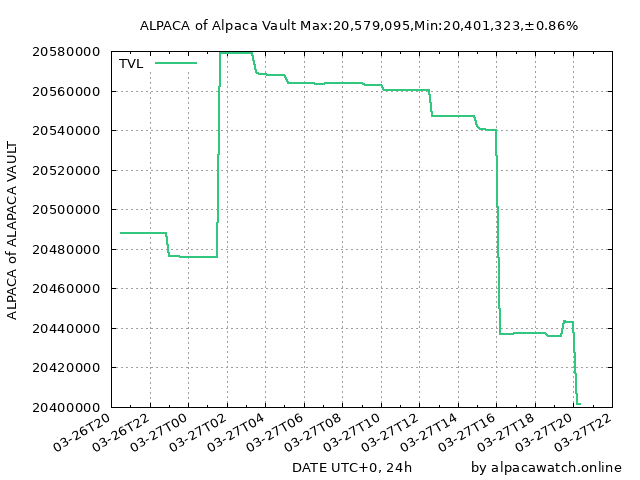 ALPACA of Alpaca Vault Max:20,579,095,Min:20,401,323,±0.86%
TVL
ALPACA of ALAPACA VAULT
20580000
20560000
20540000
20520000
20500000
20480000
20460000
20440000
20420000
20400000
03-26T20
03-26T22
03-27T00
03-27T02
03-27T04
03-27T06
03-27T08
03-27T10
03-27T12
03-27T14
03-27T16
03-27T18
03-27T20
03-27T22
DATE UTC+0, 24h
by alpacawatch.online